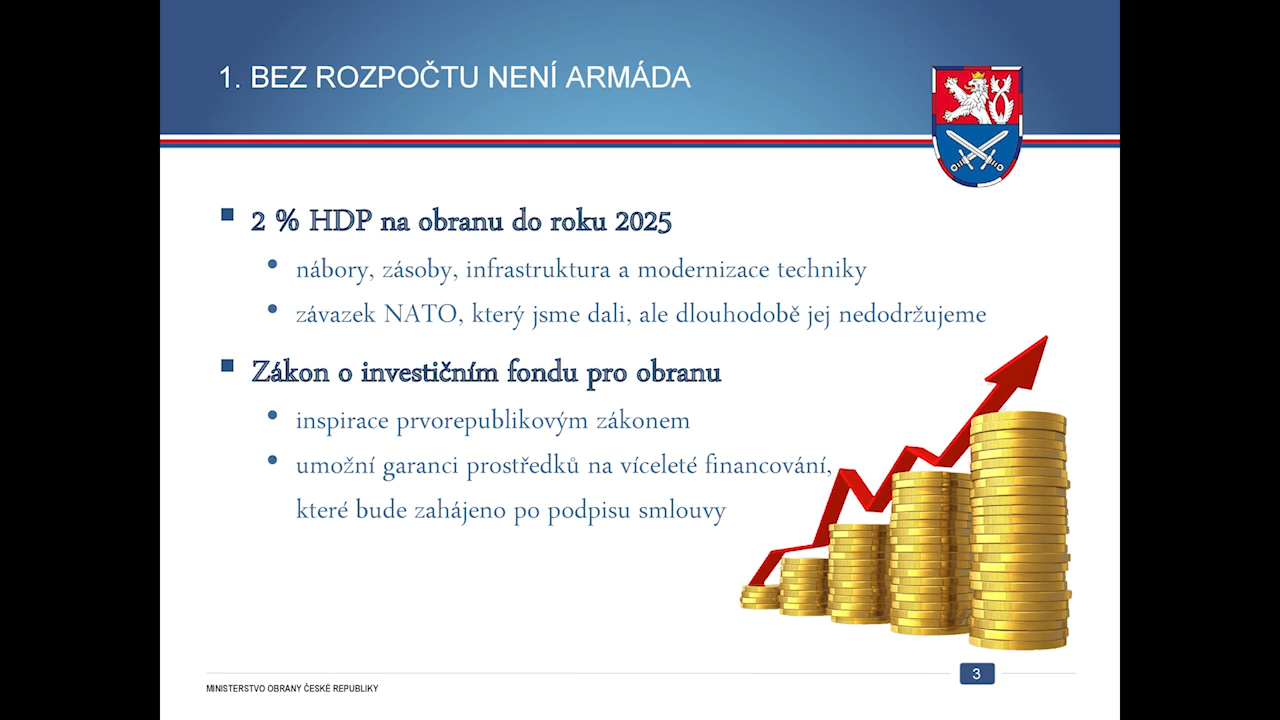 1. BEZ ROZPOČTU NENÍ ARMÁDA
2 % HDP na obranu do roku 2025
nábory, zásoby, infrastruktura a modernizace techniky
závazek NATO, který jsme dali, ale dlouhodobě jej nedodržujeme
Zákon o investičním fondu pro obranu
inspirace prvorepublikovým zákonem
umožní garanci prostředků na víceleté financování,
které bude zahájeno po podpisu smlouvy
MINISTERSTVO OBRANY ČESKÉ REPUBLIKY
3